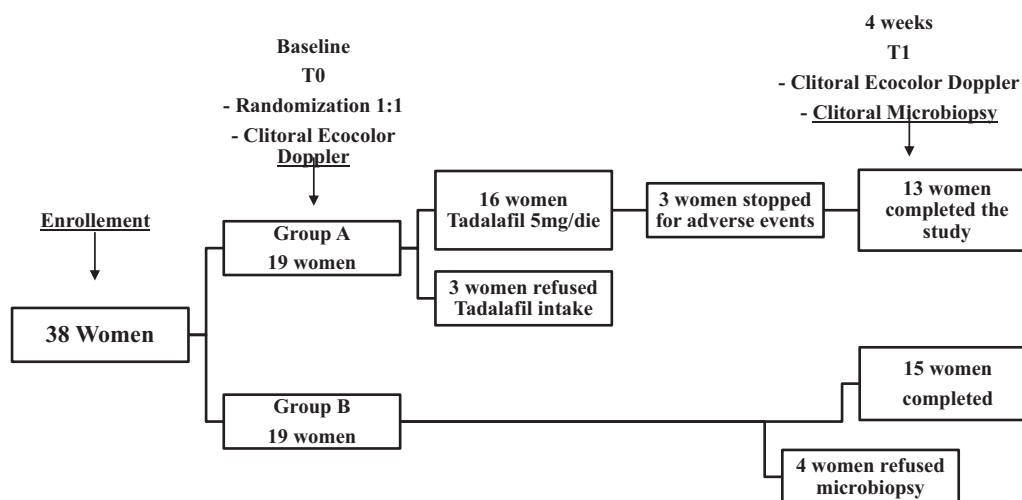 Baseline
T0
- Randomization 1:1
- Clitoral Ecocolor
Doppler
4 weeks
T1
- Clitoral Ecocolor Doppler
- Clitoral Microbiopsy
Enrollement
38 Women
Group A
19 women
16 women
Tadalafil 5mg/die
3 women stopped
for adverse events
13 women
completed the
study
3 women refused
Tadalafil intake
Group B
19 women
15 women
completed
4 women refused
microbiopsy